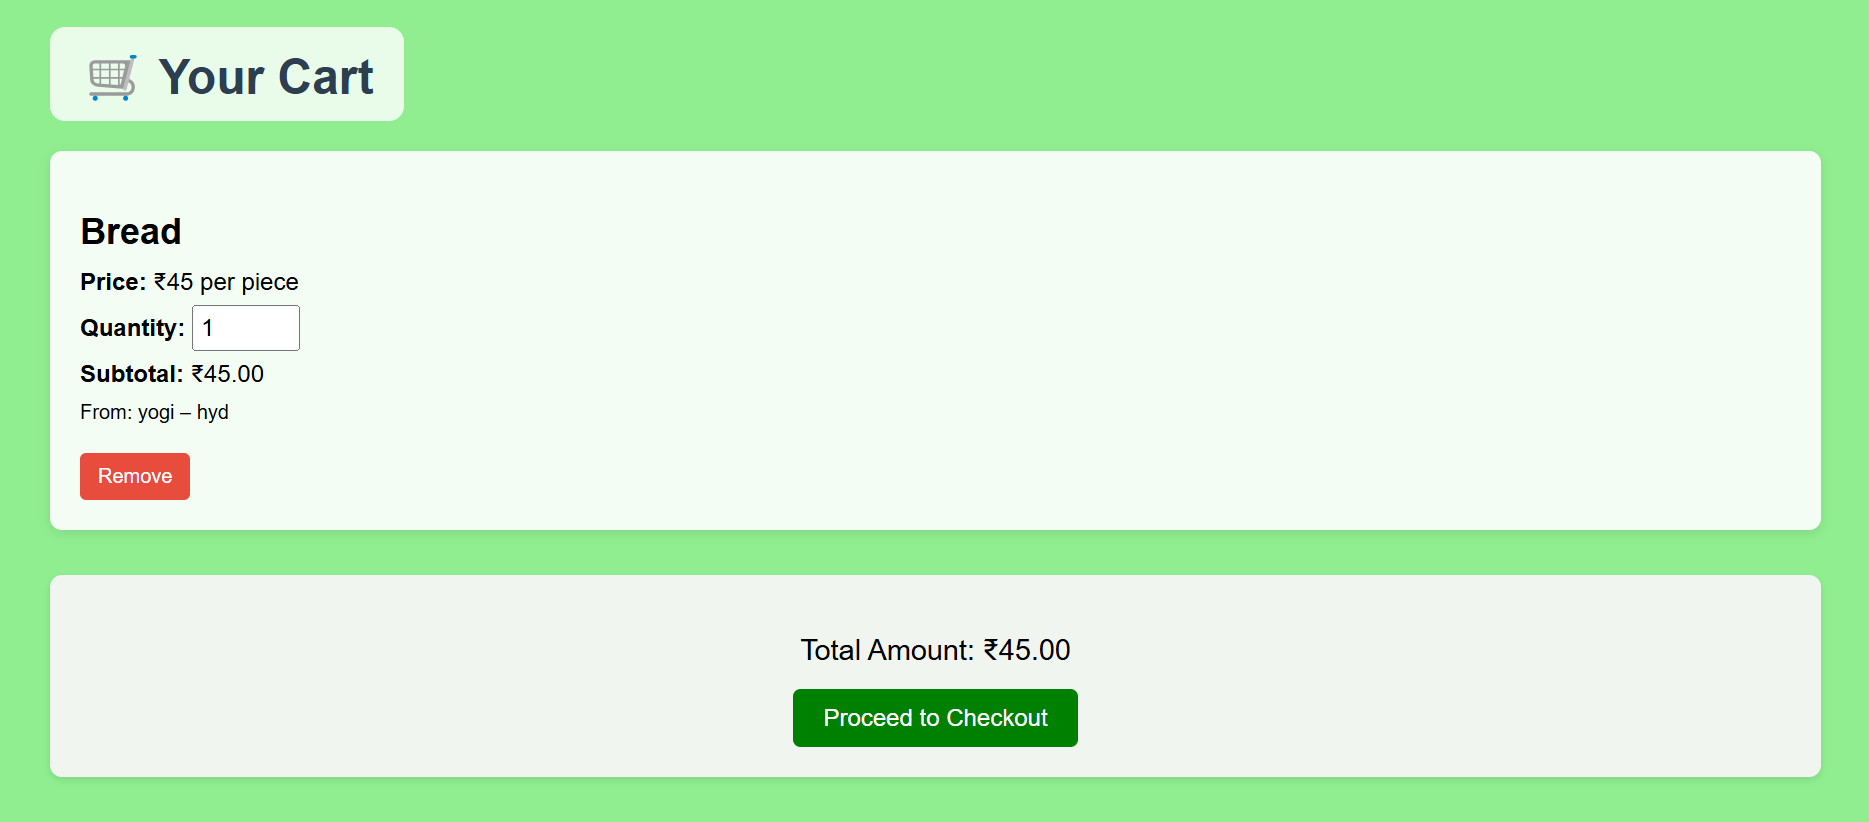 Your Cart
Bread
Price: ₹45 per piece
Quantity: 1
Subtotal: ₹45.00
From: yogi – hyd
Remove
Total Amount: ₹45.00
Proceed to Checkout